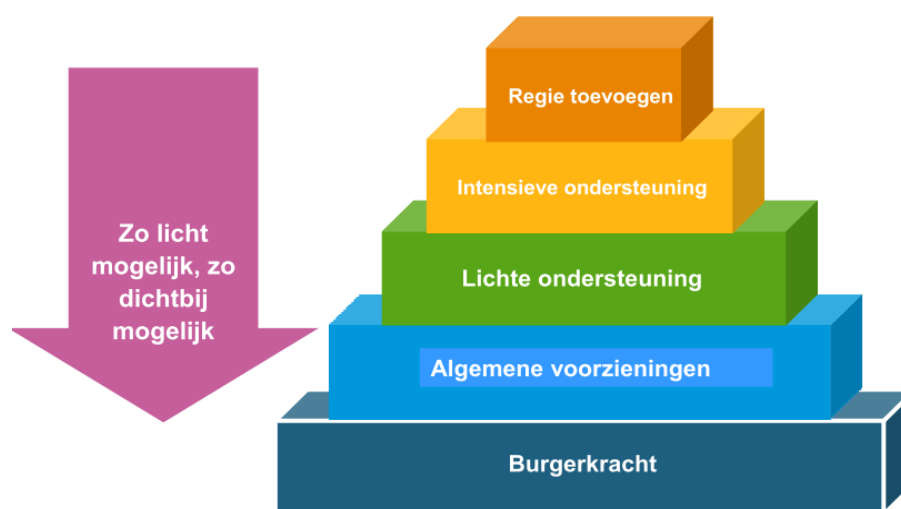 Regie toevoegen
Intensieve ondersteuning
Zo licht
mogelijk, zo
dichtbij
mogelijk
Lichte ondersteuning
Algemene voorzieningen
Burgerkracht